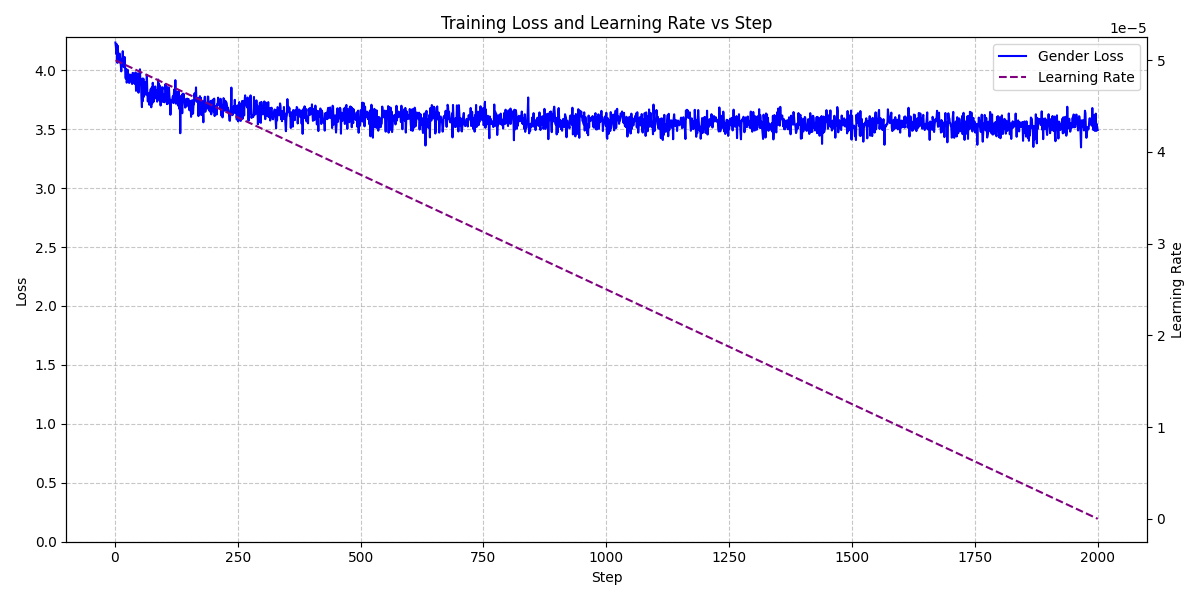 Training Loss and Learning Rate vs Step
1e−5
Gender Loss
Learning Rate
4.0
3.5
3.0
2.5
2.0
1.5
1.0
0.5
0.0
Loss
5
4
3
2
1
0
Learning Rate
0 250 500 750 1000 1250 1500 1750 2000
Step